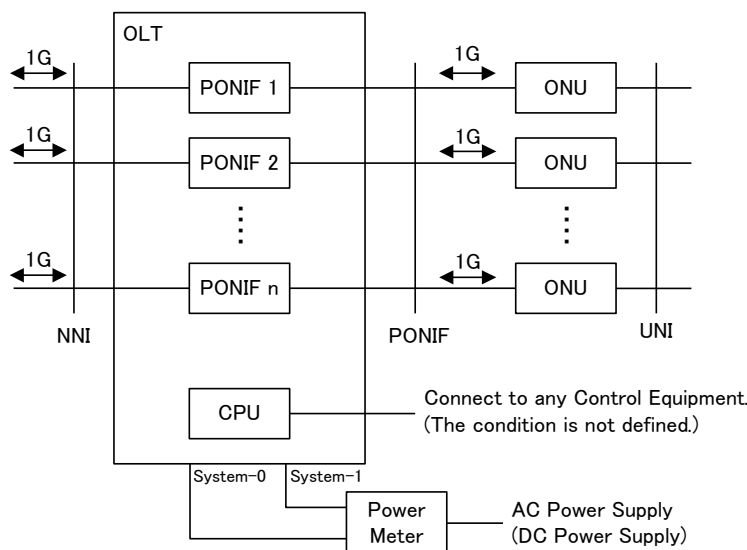 OLT
1G
PONIF 1
1G
ONU
1G
PONIF 2
1G
ONU
1G
PONIF n
1G
ONU
NNI
PONIF
UNI
CPU
Connect to any Control Equipment.
(The condition is not defined.)
System-0
System-1
Power
Meter
AC Power Supply
(DC Power Supply)